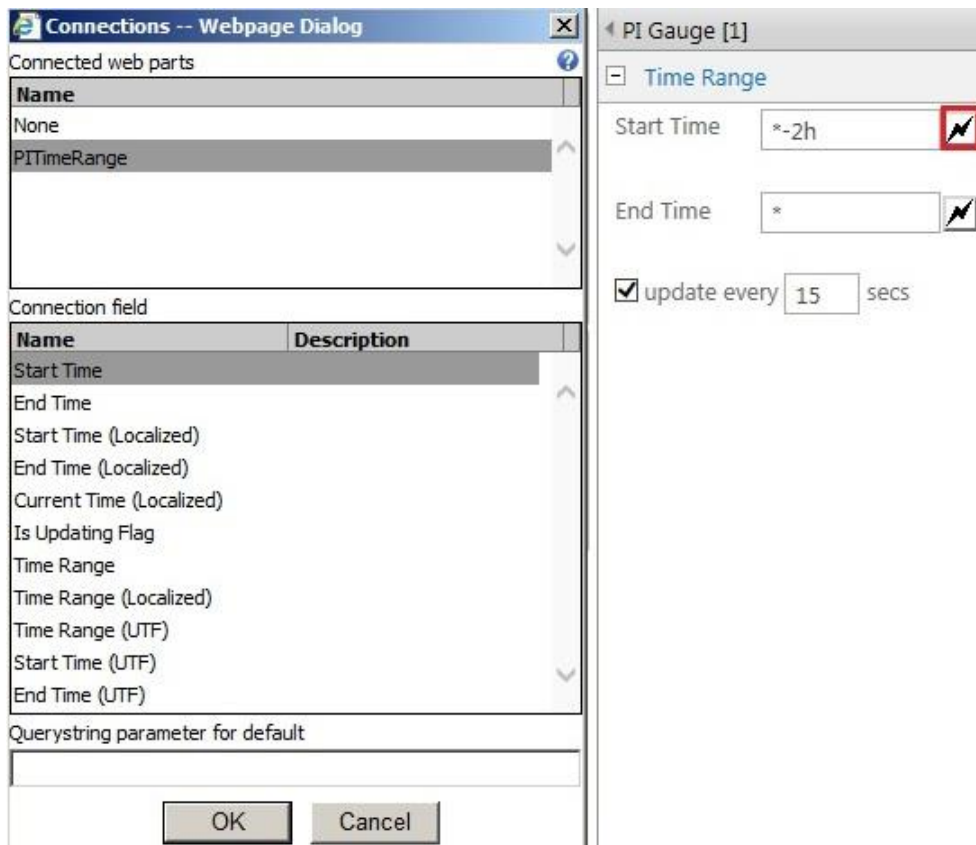 Connections -- Webpage Dialog
Connected web parts
Name
None
PITimeRange
Connection field
Name Description
Start Time
End Time
Start Time (Localized)
End Time (Localized)
Current Time (Localized)
Is Updating Flag
Time Range
Time Range (Localized)
Time Range (UTF)
Start Time (UTF)
End Time (UTF)
Querystring parameter for default
OK Cancel
PI Gauge [1]
Time Range
Start Time *-2h
End Time *
update every 15 secs